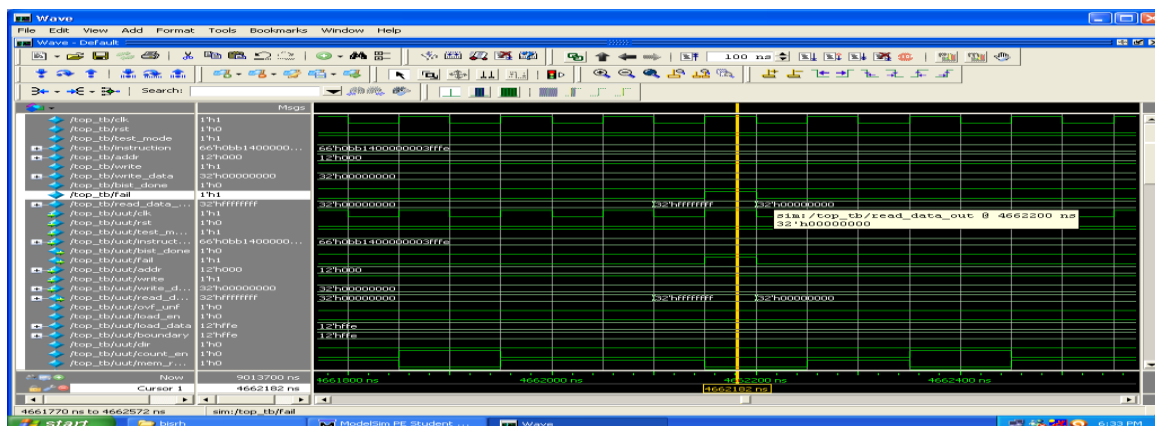 Wave
File Edit View Add Format Tools Bookmarks Window Help
Wave - Default
100 ns
Search:
Msgs
/top_tb/clk 1'h1
/top_tb/rst 1'h0
/top_tb/test_mode 1'h1
/top_tb/instruction 66'h0bb1400000... 66'h0bb1400000003fffe
/top_tb/addr 12'h000 12'h000
/top_tb/write 1'h1
/top_tb/write_data 32'h00000000 32'h00000000
/top_tb/bist_done 1'h0
/top_tb/fail 1'h1
/top_tb/read_data_... 32'hffffffff 32'h00000000 32'hffffffff 32'h00000000
/top_tb/uut/clk 1'h1
sim:/top_tb/read_data_out @ 4662200 ns
/top_tb/uut/rst 1'h0
32'h00000000
/top_tb/uut/test_m... 1'h1
/top_tb/uut/instruct... 66'h0bb1400000... 66'h0bb1400000003fffe
/top_tb/uut/bist_done 1'h0
/top_tb/uut/fail 1'h1
/top_tb/uut/addr 12'h000 12'h000
/top_tb/uut/write 1'h1
/top_tb/uut/write_d... 32'h00000000 32'h00000000
/top_tb/uut/read_d... 32'hffffffff 32'h00000000 32'hffffffff 32'h00000000
/top_tb/uut/ovf_unf 1'h0
/top_tb/uut/load_en 1'h0
/top_tb/uut/load_data 12'hffe 12'hffe
/top_tb/uut/boundary 12'hffe 12'hffe
/top_tb/uut/dir 1'h0
/top_tb/uut/count_en 1'h0
/top_tb/uut/mem_r... 1'h0
Now 9013700 ns 4661800 ns 4662000 ns 4662200 ns 4662400 ns
Cursor 1 4662182 ns 4662182 ns
4661770 ns to 4662572 ns sim:/top_tb/fail
start bisrh ModelSim PE Student ... Wave 6:33 PM